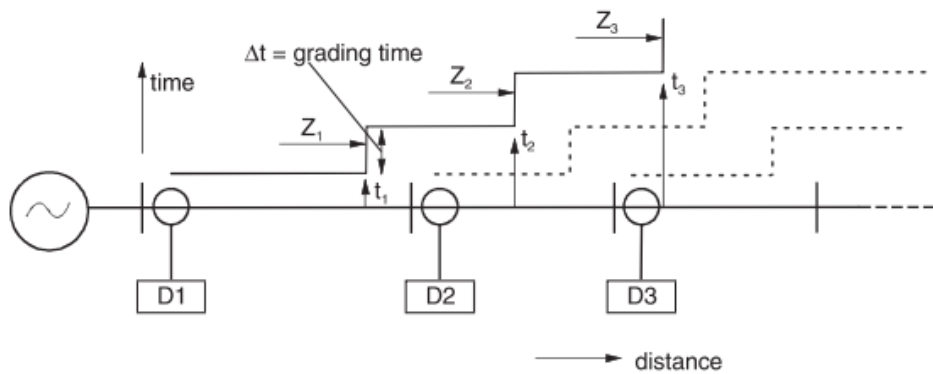 Z3
Δt = grading time
time
Z2
t3
Z1
t2
t1
D1
D2
D3
distance